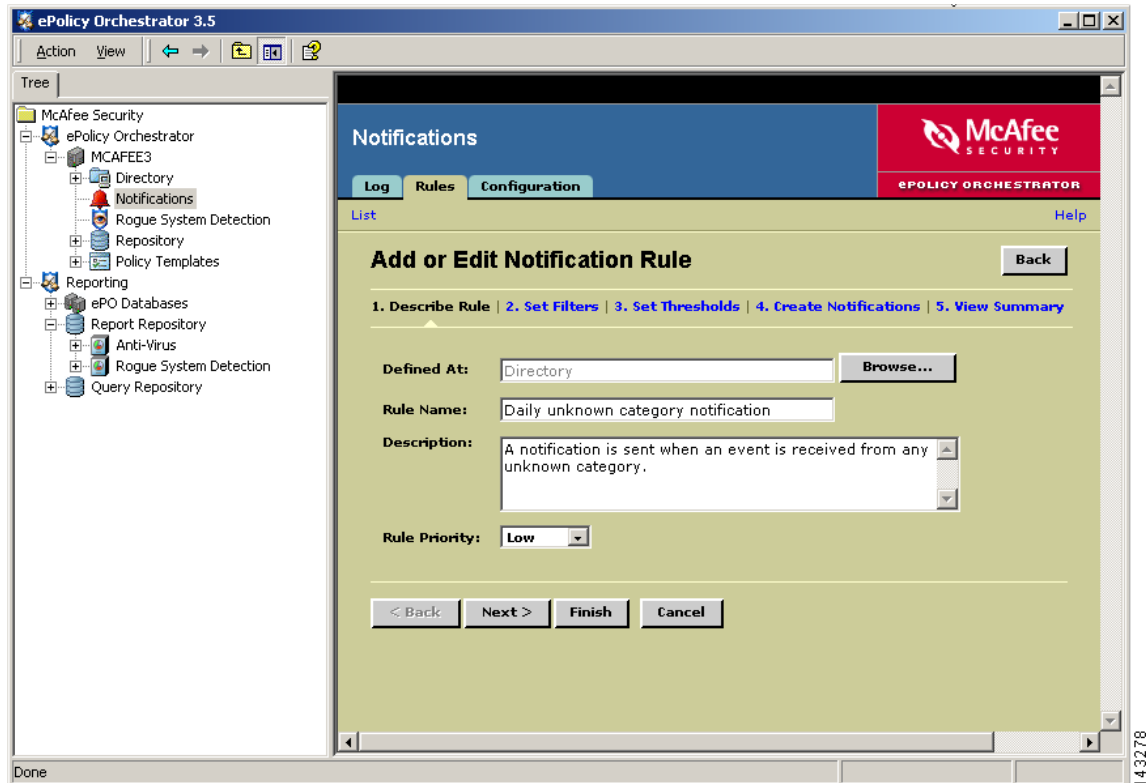 ePolicy Orchestrator 3.5
Action View
Tree
McAfee Security
ePolicy Orchestrator
MCAFEE3
Directory
Notifications
Rogue System Detection
Repository
Policy Templates
Reporting
ePO Databases
Report Repository
Anti-Virus
Rogue System Detection
Query Repository
Notifications
McAfee
SECURITY
Log Rules Configuration
ePOLICY ORCHESTRATOR
List Help
Add or Edit Notification Rule Back
1. Describe Rule | 2. Set Filters | 3. Set Thresholds | 4. Create Notifications | 5. View Summary
Defined At: Directory Browse...
Rule Name: Daily unknown category notification
Description: A notification is sent when an event is received from any
unknown category.
Rule Priority: Low
< Back Next > Finish Cancel
Done
43278